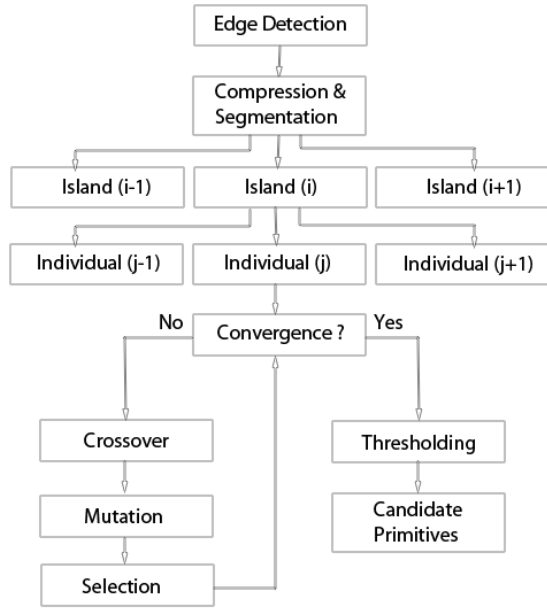 Edge Detection
Compression &
Segmentation
Island (i-1)
Island (i)
Island (i+1)
Individual (j-1)
Individual (j)
Individual (j+1)
No
Convergence ?
Yes
Crossover
Thresholding
Mutation
Candidate
Primitives
Selection